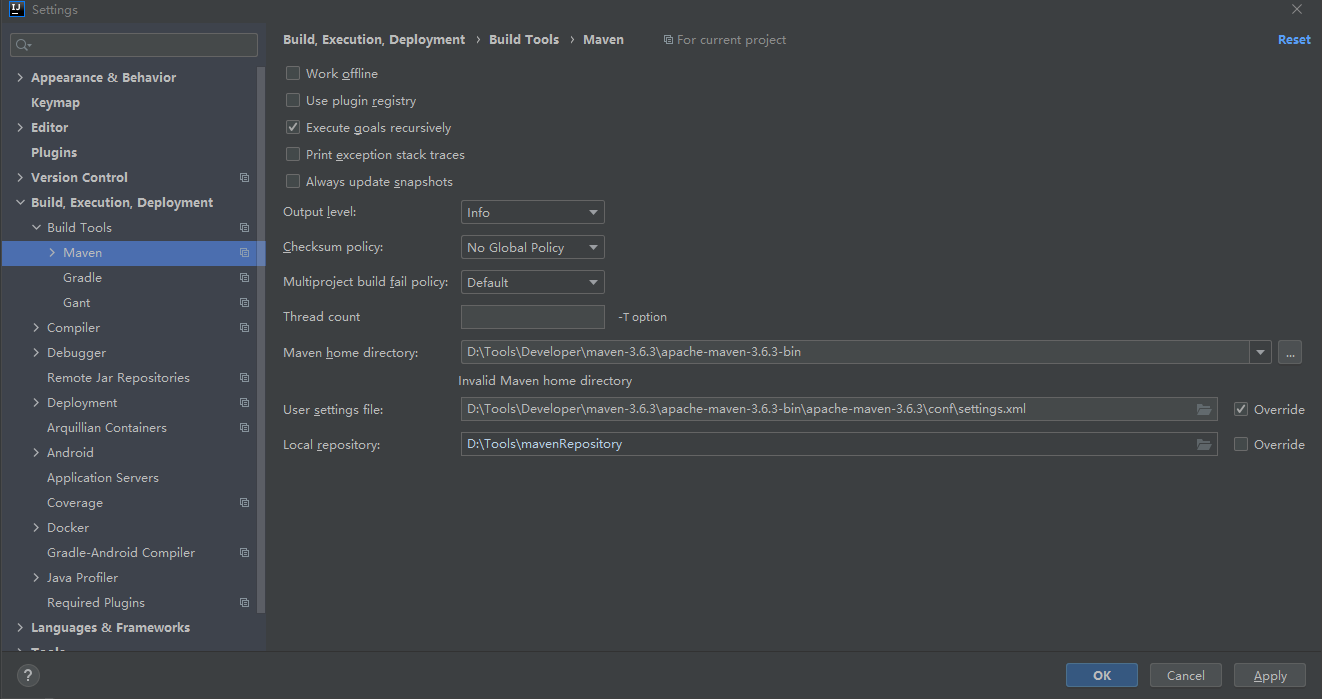 IJ
Settings
Build, Execution, Deployment › Build Tools › Maven For current project Reset
Appearance & Behavior
Keymap
Editor
Plugins
Version Control
Build, Execution, Deployment
Build Tools
Maven
Gradle
Gant
Compiler
Debugger
Remote Jar Repositories
Deployment
Arquillian Containers
Android
Application Servers
Coverage
Docker
Gradle-Android Compiler
Java Profiler
Required Plugins
Languages & Frameworks
Tools
Work offline
Use plugin registry
Execute goals recursively
Print exception stack traces
Always update snapshots
Output level: Info
Checksum policy: No Global Policy
Multiproject build fail policy: Default
Thread count -T option
Maven home directory: D:\Tools\Developer\maven-3.6.3\apache-maven-3.6.3-bin ...
Invalid Maven home directory
User settings file: D:\Tools\Developer\maven-3.6.3\apache-maven-3.6.3-bin\apache-maven-3.6.3\conf\settings.xml Override
Local repository: D:\Tools\mavenRepository Override
? OK Cancel Apply